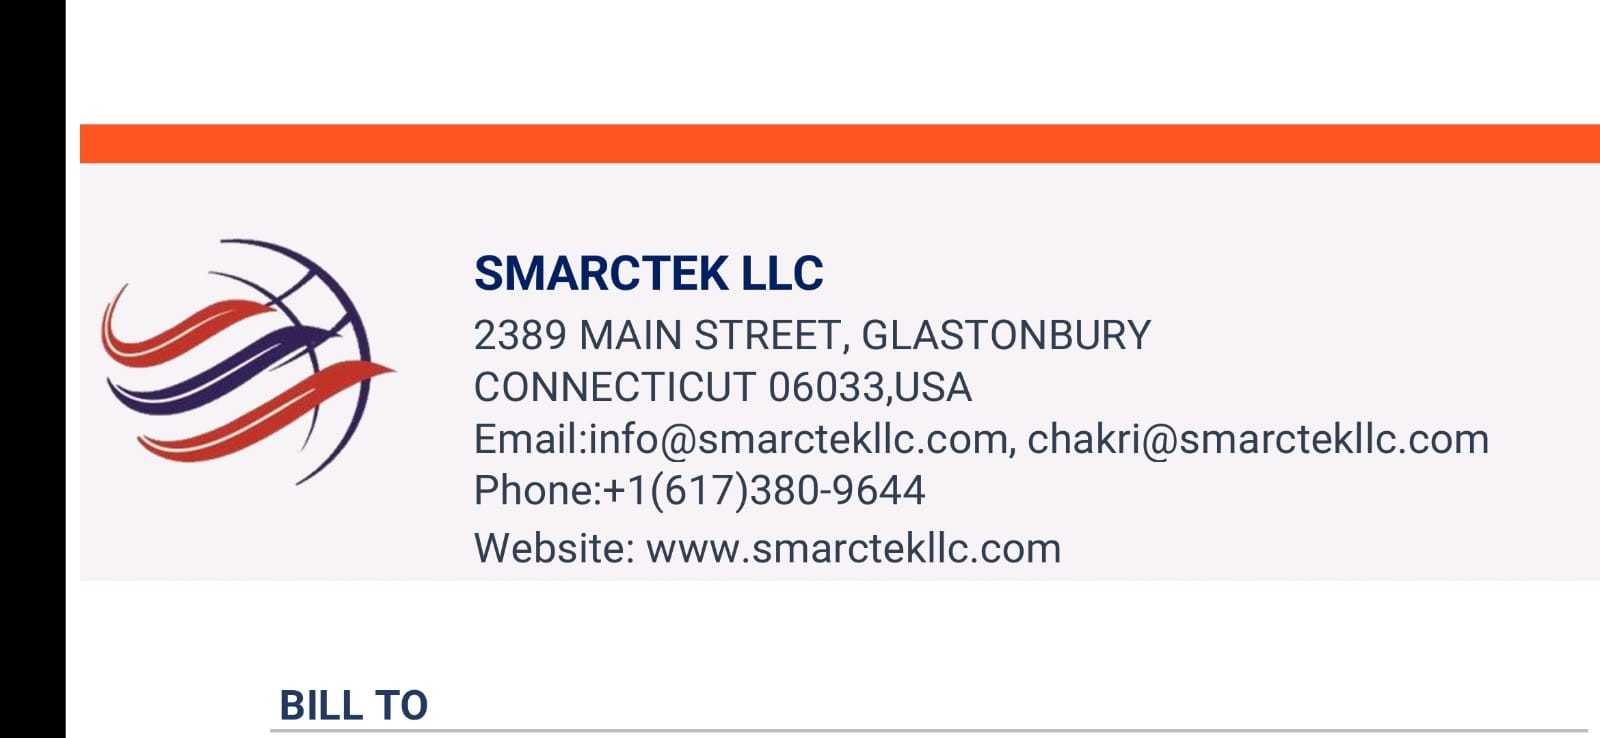 SMARCTEK LLC
2389 MAIN STREET, GLASTONBURY
CONNECTICUT 06033,USA
Email:info@smarctekllc.com, chakri@smarctekllc.com
Phone:+1(617)380-9644
Website: www.smarctekllc.com
BILL TO